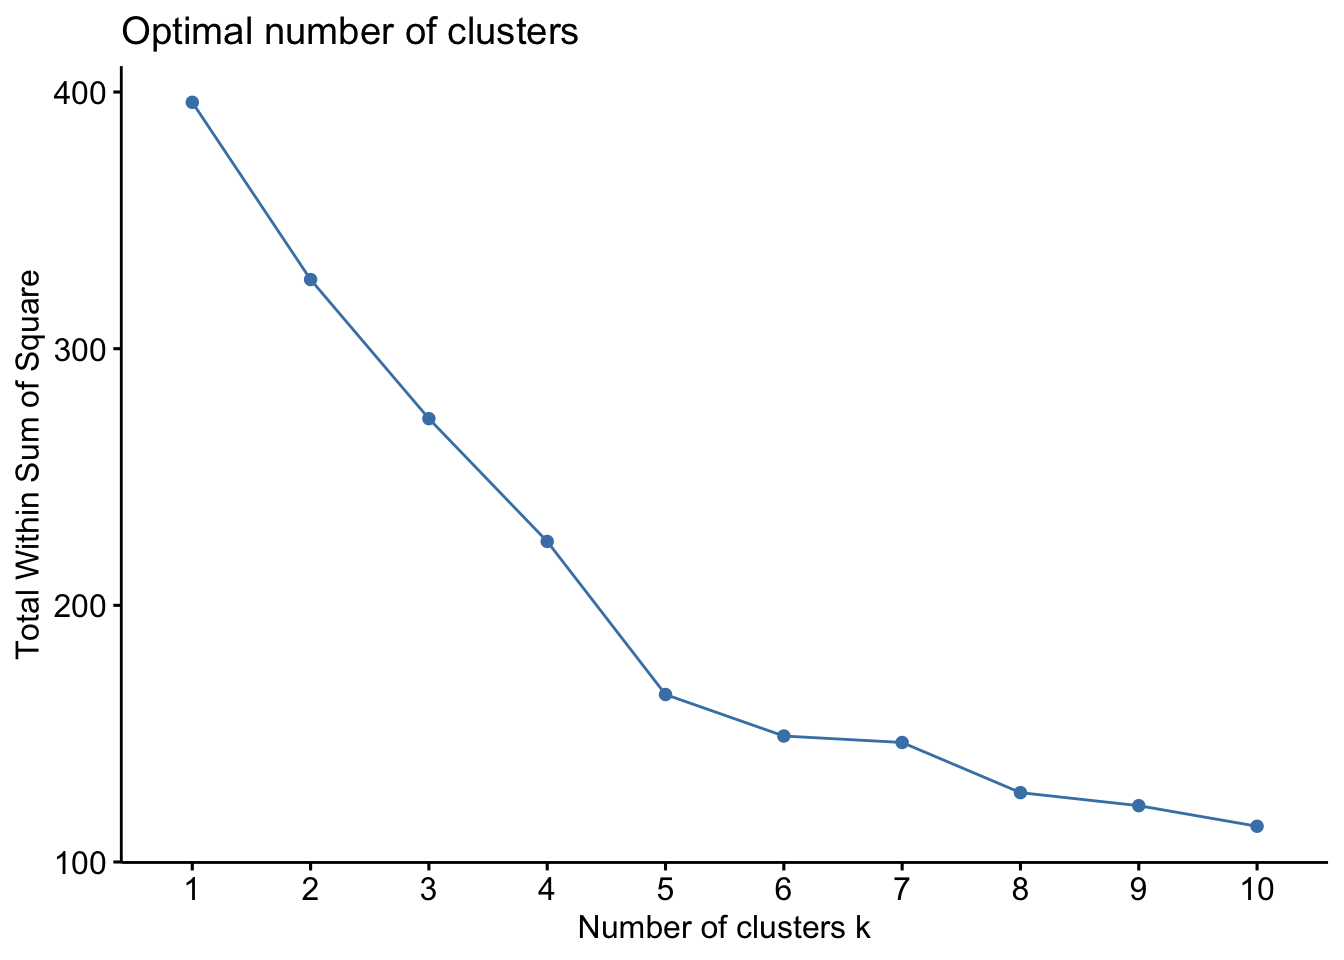 Optimal number of clusters
Total Within Sum of Square
400
300
200
100
1 2 3 4 5 6 7 8 9 10
Number of clusters k